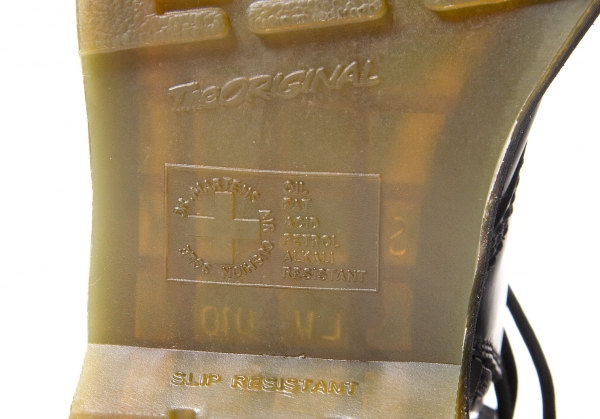 The ORIGINAL
DR. MARTENS AIR CUSHION SOLE
OIL
FAT
ACID
PETROL
ALKALI
RESISTANT
SLIP RESISTANT